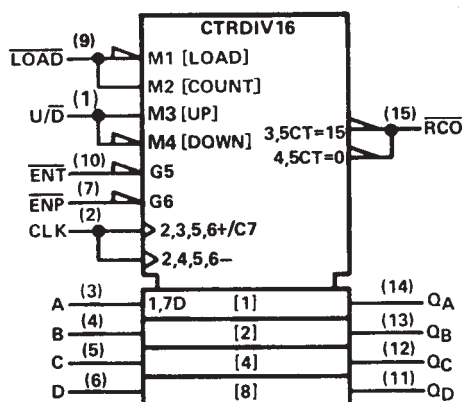 CTRDIV16
(9)
LOAD
M1 [LOAD]
M2 [COUNT]
(1)
U/D
M3 [UP]
M4 [DOWN]
(15)
3,5CT=15
RCO
4,5CT=0
(10)
ENT
G5
(7)
ENP
G6
(2)
CLK
2,3,5,6+/C7
2,4,5,6−
(3)
A
1,7D
[1]
(14)
QA
(4)
B
[2]
(13)
QB
(5)
C
[4]
(12)
QC
(6)
D
[8]
(11)
QD